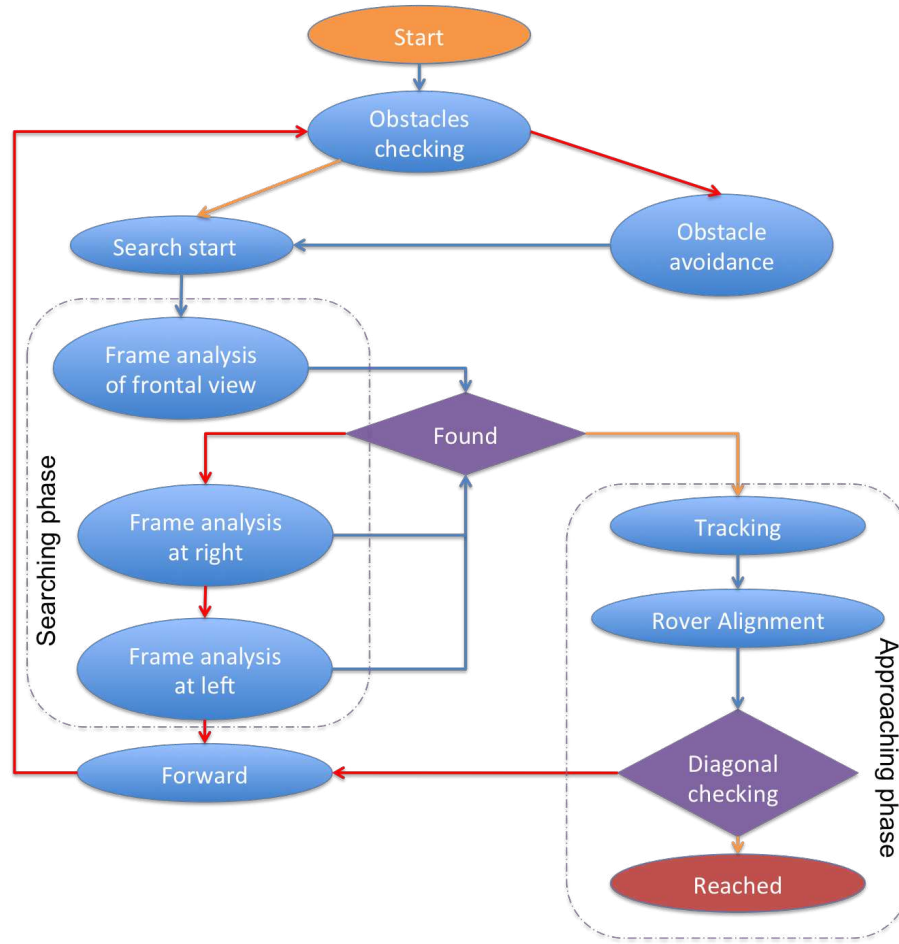 Start
Obstacles
checking
Search start
Obstacle
avoidance
Frame analysis
of frontal view
Found
Searching phase
Frame analysis
at right
Tracking
Rover Alignment
Frame analysis
at left
Approaching phase
Forward
Diagonal
checking
Reached